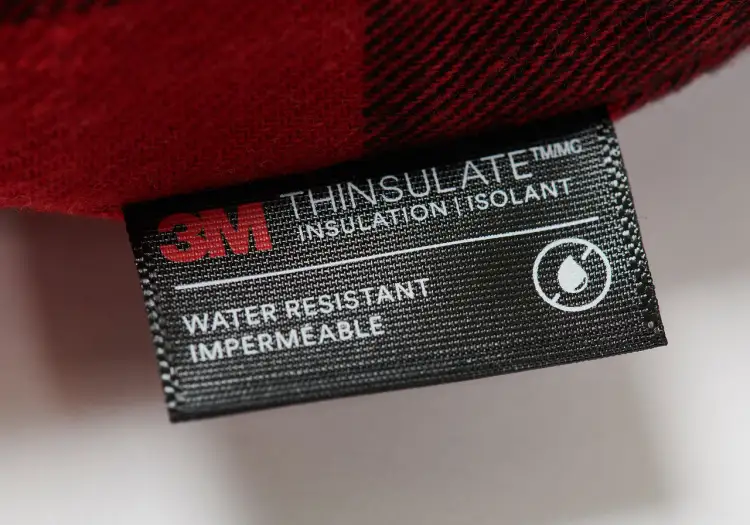 3M THINSULATE™/MC
INSULATION | ISOLANT
WATER RESISTANT
IMPERMÉABLE